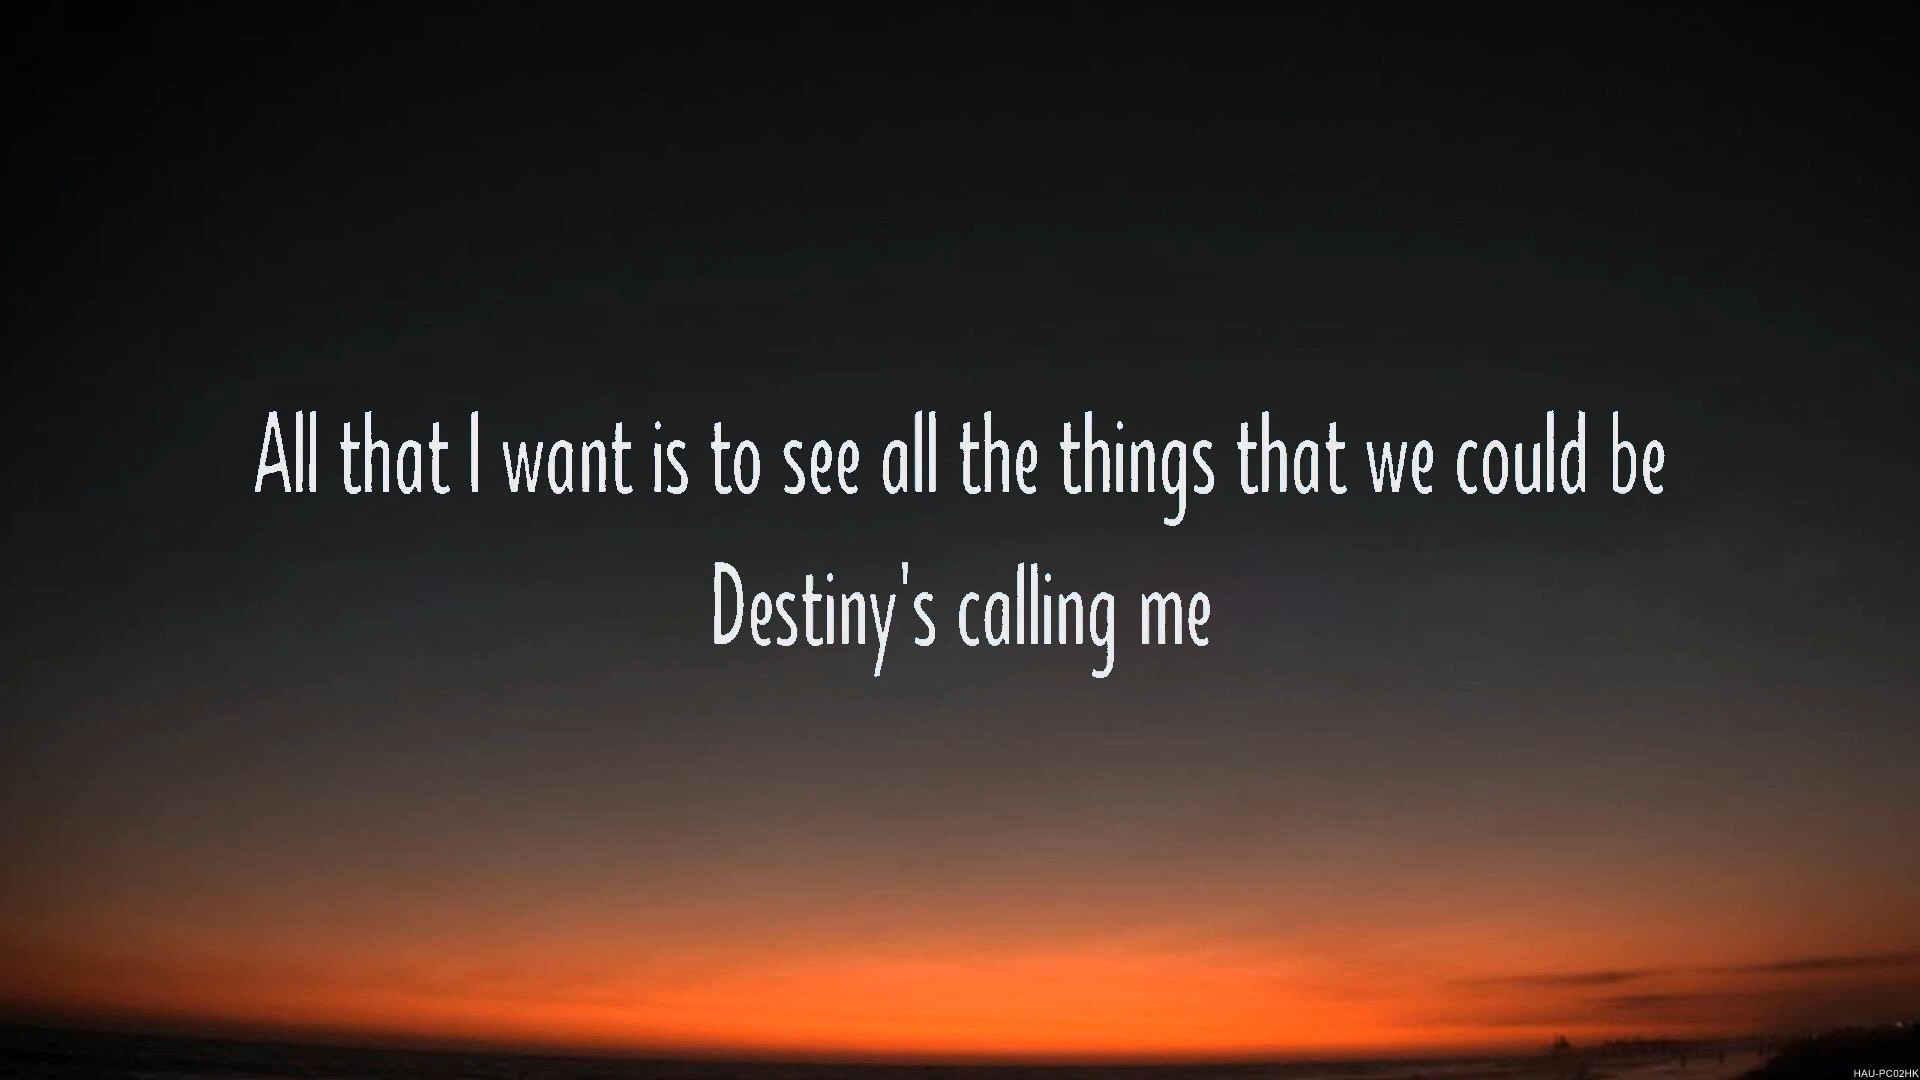 All that I want is to see all the things that we could be
Destiny's calling me
HAU-PC02HK